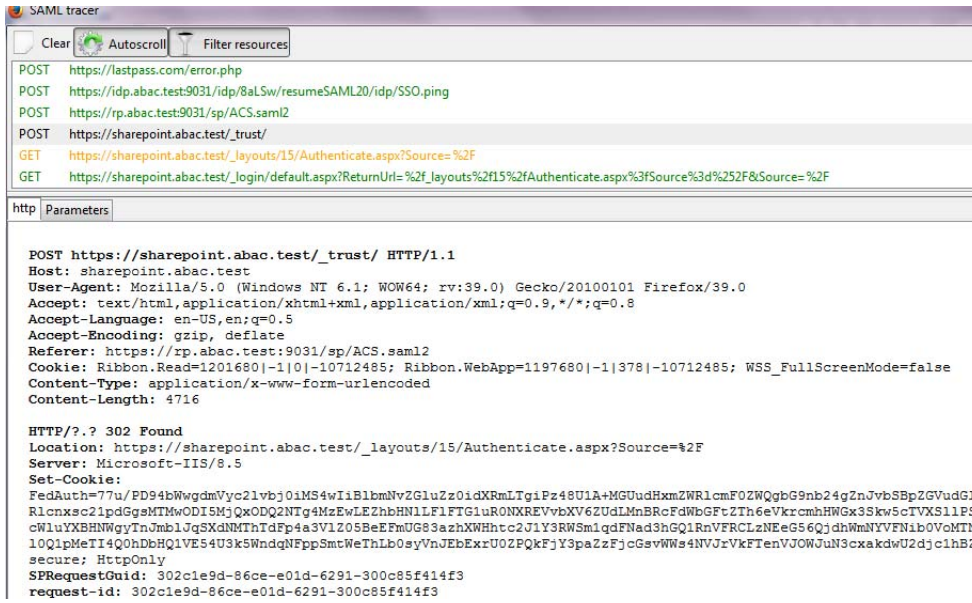 SAML tracer
Clear Autoscroll Filter resources
POST https://lastpass.com/error.php
POST https://idp.abac.test:9031/idp/8aLSw/resumeSAML20/idp/SSO.ping
POST https://rp.abac.test:9031/sp/ACS.saml2
POST https://sharepoint.abac.test/_trust/
GET https://sharepoint.abac.test/_layouts/15/Authenticate.aspx?Source=%2F
GET https://sharepoint.abac.test/_login/default.aspx?ReturnUrl=%2f_layouts%2f15%2fAuthenticate.aspx%3fSource%3d%252F&Source=%2F
http Parameters
POST https://sharepoint.abac.test/_trust/ HTTP/1.1
Host: sharepoint.abac.test
User-Agent: Mozilla/5.0 (Windows NT 6.1; WOW64; rv:39.0) Gecko/20100101 Firefox/39.0
Accept: text/html,application/xhtml+xml,application/xml;q=0.9,*/*;q=0.8
Accept-Language: en-US,en;q=0.5
Accept-Encoding: gzip, deflate
Referer: https://rp.abac.test:9031/sp/ACS.saml2
Cookie: Ribbon.Read=1201680|-1|0|-10712485; Ribbon.WebApp=1197680|-1|378|-10712485; WSS_FullScreenMode=false
Content-Type: application/x-www-form-urlencoded
Content-Length: 4716
HTTP/?.? 302 Found
Location: https://sharepoint.abac.test/_layouts/15/Authenticate.aspx?Source=%2F
Server: Microsoft-IIS/8.5
Set-Cookie:
secure; HttpOnly
SPRequestGuid: 302c1e9d-86ce-e01d-6291-300c85f414f3
request-id: 302c1e9d-86ce-e01d-6291-300c85f414f3